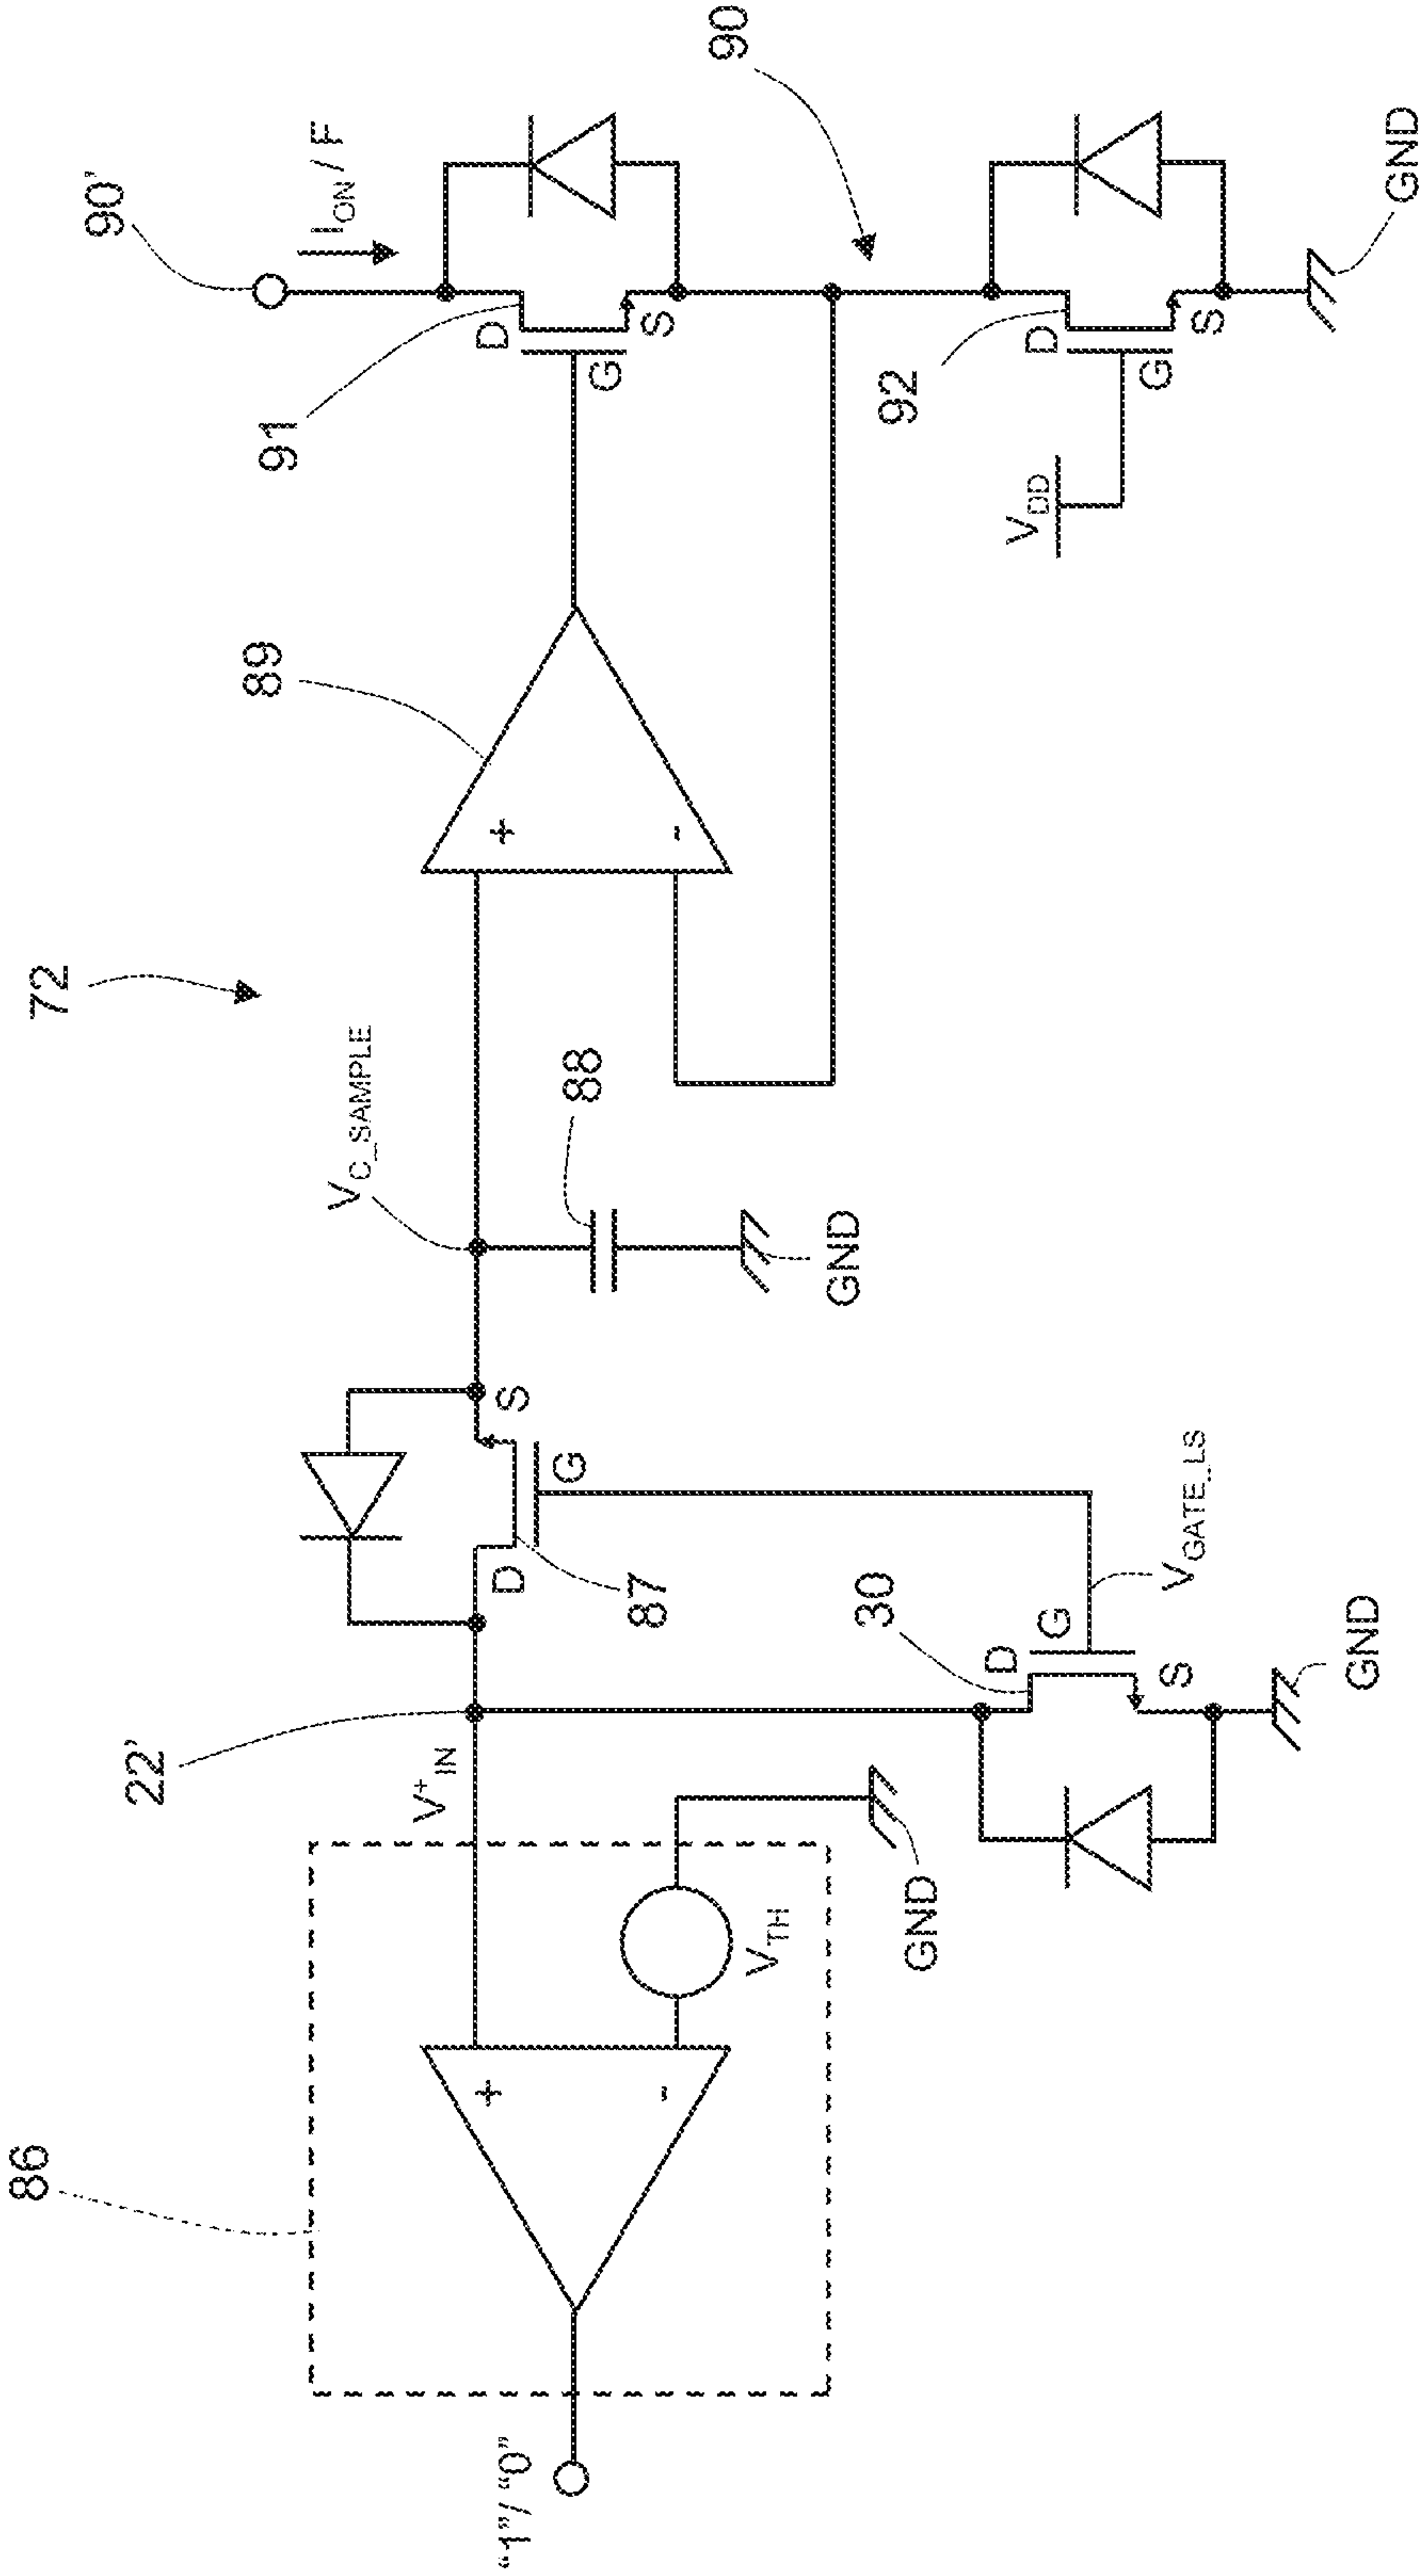 72
86
"1"/ "0"
+
-
V_TH
GND
V⁺_IN
22'
30
D
G
S
GND
V_GATE_LS
87
D
G
S
V_C_SAMPLE
88
GND
89
+
-
90'
I_ON / F
91
D
G
S
90
92
D
G
S
V_DD
GND